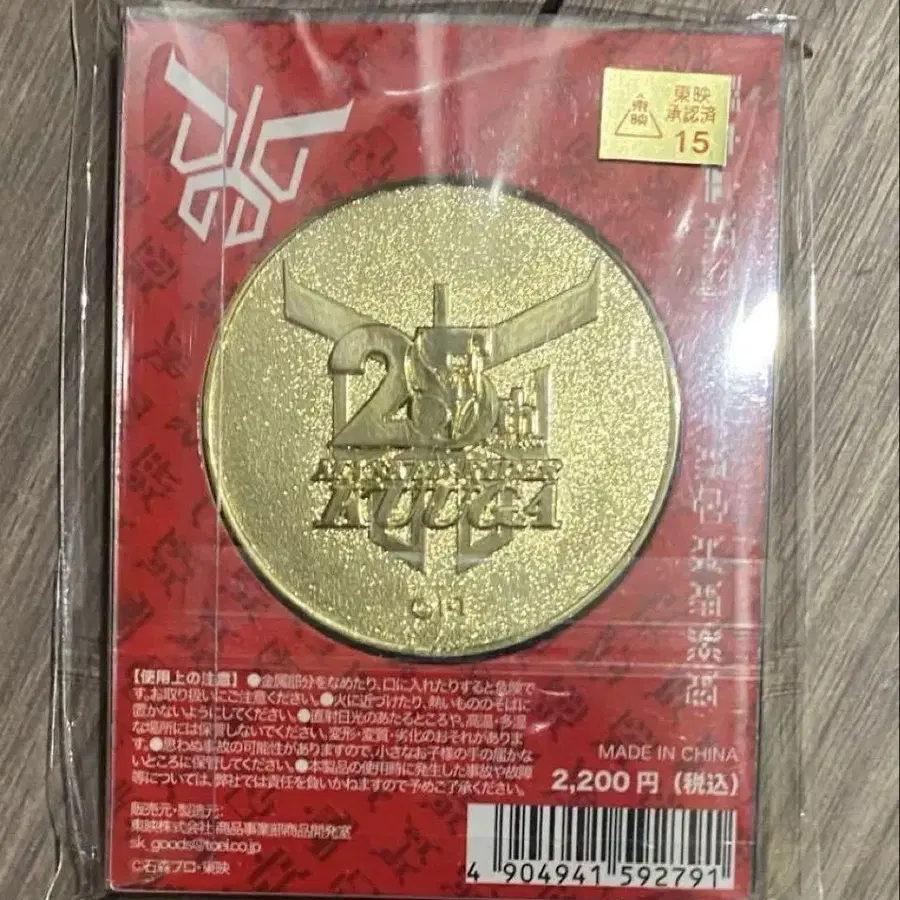 東映
東映
承認済
15
25th
MASKED RIDER
KUUGA
【使用上の注意】●金属部分をなめたり、口に入れたりすると危険で
す。お取り扱いにご注意ください。●火に近づけたり、熱いもののそばに
置かないようにしてください。●直射日光のあたるところや、高温・多湿
な場所には保管しないでください。変形・変質・劣化のおそれがありま
す。●思わぬ事故の可能性がありますので、小さなお子様の手の届かな
いところに保管してください。●本製品の使用時に発生した事故や故障
等については、弊社では責任を負いかねますので予めご了承ください。
MADE IN CHINA
2,200円（税込）
販売元・製造元:
東映株式会社 商品事業部商品開発室
sk_goods@toei.co.jp
©石森プロ・東映
4 904941 592791